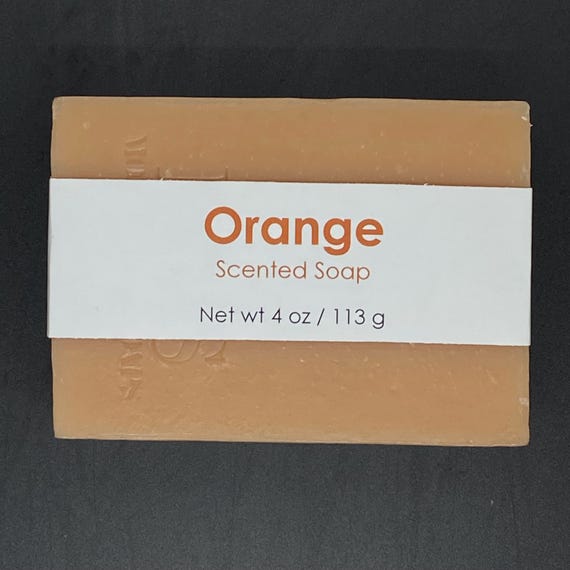 Orange
Scented Soap
Net wt 4 oz / 113 g